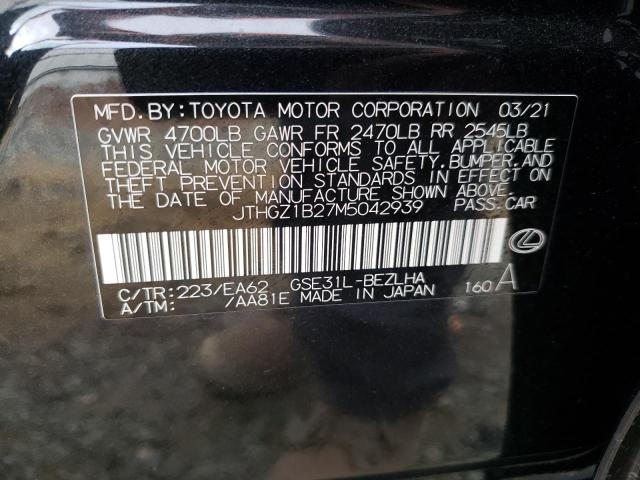 MFD. BY: TOYOTA MOTOR CORPORATION 03/21
GVWR 4700LB GAWR FR 2470LB RR 2545LB
THIS VEHICLE CONFORMS TO ALL APPLICABLE
FEDERAL MOTOR VEHICLE SAFETY, BUMPER, AND
THEFT PREVENTION STANDARDS IN EFFECT ON
THE DATE OF MANUFACTURE SHOWN ABOVE.
JTHGZ1B27M5042939 PASS. CAR
C/TR: 223/EA62 GSE31L-BEZLHA
A/TM: /AA81E MADE IN JAPAN 160 A